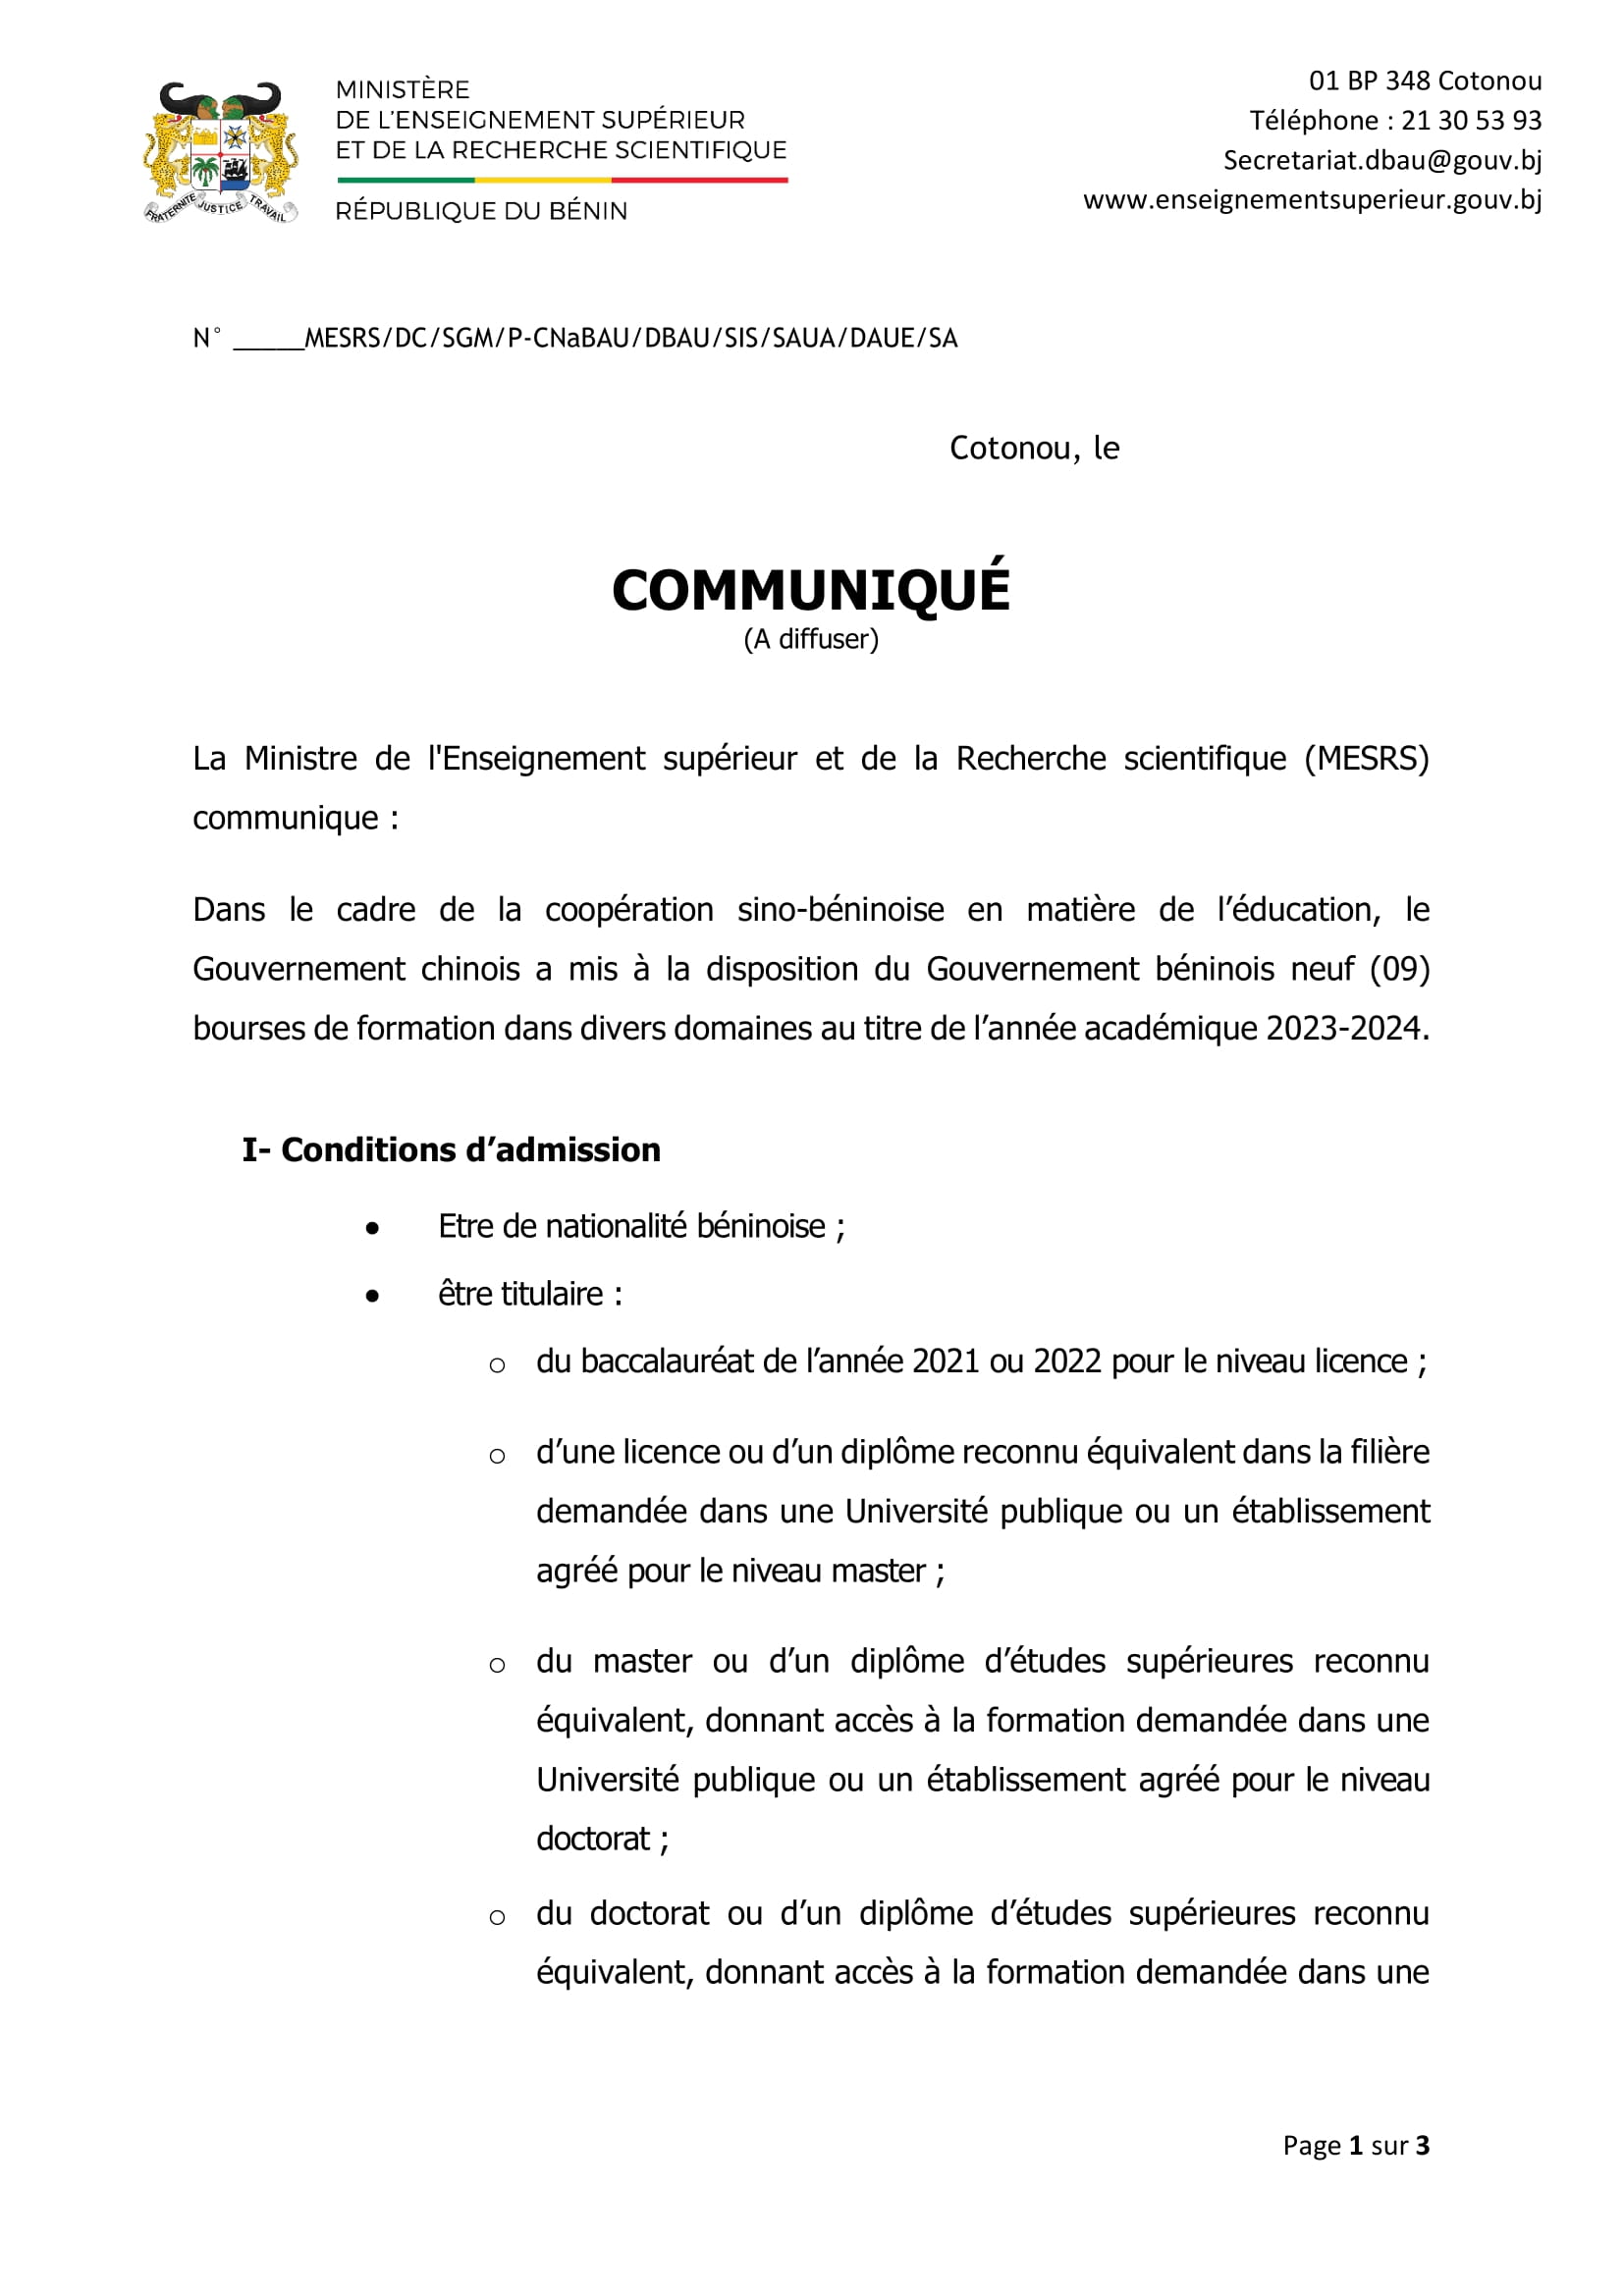 MINISTÈRE
DE L'ENSEIGNEMENT SUPÉRIEUR
ET DE LA RECHERCHE SCIENTIFIQUE
RÉPUBLIQUE DU BÉNIN
FRATERNITE JUSTICE TRAVAIL
01 BP 348 Cotonou
Téléphone : 21 30 53 93
Secretariat.dbau@gouv.bj
www.enseignementsuperieur.gouv.bj
N° _____MESRS/DC/SGM/P-CNaBAU/DBAU/SIS/SAUA/DAUE/SA
Cotonou, le
COMMUNIQUÉ
(A diffuser)
La Ministre de l'Enseignement supérieur et de la Recherche scientifique (MESRS)
communique :
Dans le cadre de la coopération sino-béninoise en matière de l’éducation, le
Gouvernement chinois a mis à la disposition du Gouvernement béninois neuf (09)
bourses de formation dans divers domaines au titre de l’année académique 2023-2024.
I- Conditions d’admission
• Etre de nationalité béninoise ;
• être titulaire :
o du baccalauréat de l’année 2021 ou 2022 pour le niveau licence ;
o d’une licence ou d’un diplôme reconnu équivalent dans la filière
demandée dans une Université publique ou un établissement
agréé pour le niveau master ;
o du master ou d’un diplôme d’études supérieures reconnu
équivalent, donnant accès à la formation demandée dans une
Université publique ou un établissement agréé pour le niveau
doctorat ;
o du doctorat ou d’un diplôme d’études supérieures reconnu
équivalent, donnant accès à la formation demandée dans une
Page 1 sur 3